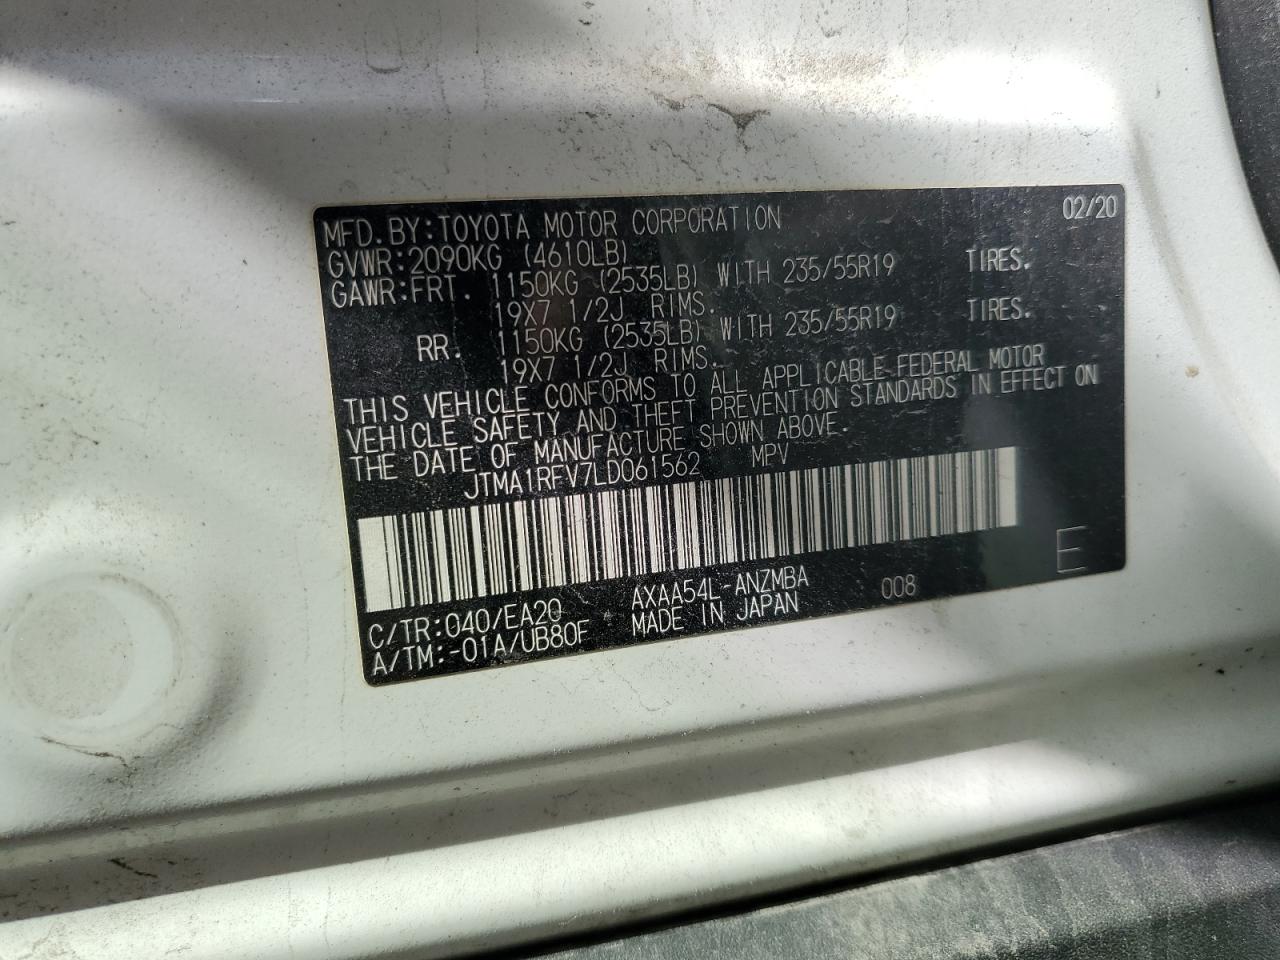 MFD. BY: TOYOTA MOTOR CORPORATION 02/20
GVWR: 2090KG (4610LB)
GAWR: FRT. 1150KG (2535LB) WITH 235/55R19 TIRES.
19X7 1/2J RIMS.
RR. 1150KG (2535LB) WITH 235/55R19 TIRES.
19X7 1/2J RIMS.
THIS VEHICLE CONFORMS TO ALL APPLICABLE FEDERAL MOTOR
VEHICLE SAFETY AND THEFT PREVENTION STANDARDS IN EFFECT ON
THE DATE OF MANUFACTURE SHOWN ABOVE.
JTMA1RFV7LD061562 MPV
C/TR: 040/EA20 AXAA54L-ANZMBA 008 E
A/TM: -01A/UB80F MADE IN JAPAN